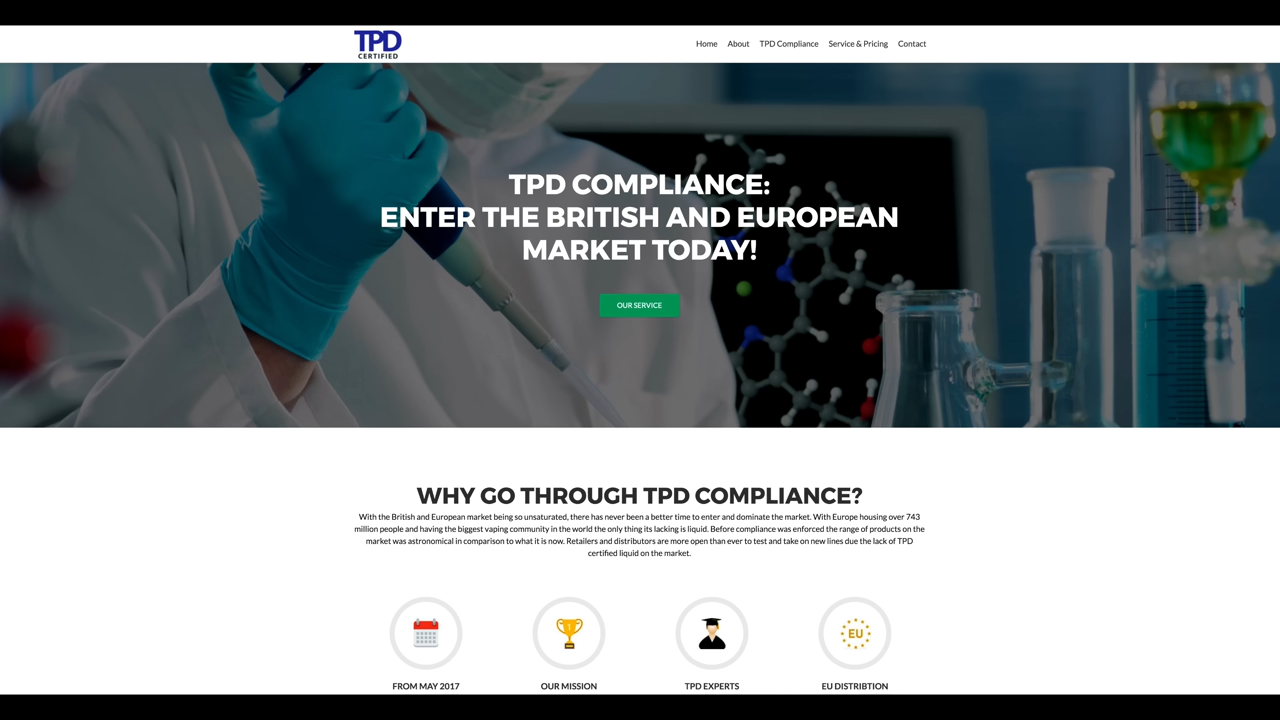 TPD
CERTIFIED
Home About TPD Compliance Service & Pricing Contact
TPD COMPLIANCE:
ENTER THE BRITISH AND EUROPEAN
MARKET TODAY!
OUR SERVICE
WHY GO THROUGH TPD COMPLIANCE?
With the British and European market being so unsaturated, there has never been a better time to enter and dominate the market. With Europe housing over 743
million people and having the biggest vaping community in the world the only thing its lacking is liquid. Before compliance was enforced the range of products on the
market was astronomical in comparison to what it is now. Retailers and distributors are more open than ever to test and take on new lines due the lack of TPD
certified liquid on the market.
1
EU
FROM MAY 2017 OUR MISSION TPD EXPERTS EU DISTRIBTION